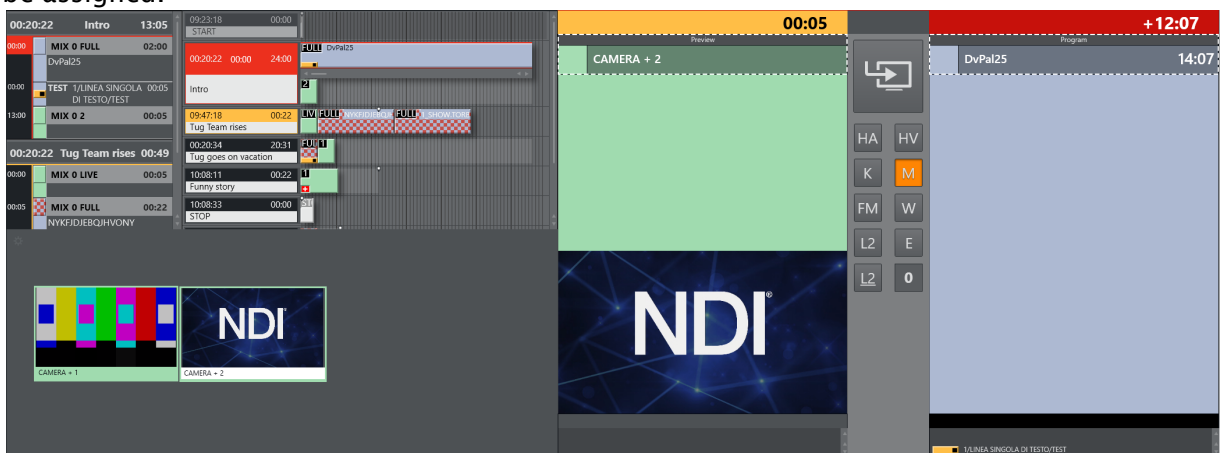 be assigned.
00:20:22 Intro 13:05
00:00 MIX 0 FULL 02:00
DvPal25
00:00 TEST 1/LINEA SINGOLA 00:05
DI TESTO/TEST
13:00 MIX 0 2 00:05
00:20:22 Tug Team rises 00:49
00:00 MIX 0 LIVE 00:05
00:05 MIX 0 FULL 00:22
NYKFJDJEBQJHVONY
09:23:18 00:00
START
00:20:22 00:00 24:00
FULL DvPal25
Intro
2
09:47:18 00:22
LIV FULL NYKFJDJEBQJH FULL
Tug Team rises
00:20:34 20:31
FUL 1
Tug goes on vacation
10:08:11 00:22
1
Funny story
10:08:33 00:00
STOP
CAMERA + 1
CAMERA + 2
00:05
Preview
CAMERA + 2
NDI®
HA HV
K M
FM W
L2 E
L2 0
+12:07
Program
DvPal25 14:07
1/LINEA SINGOLA DI TESTO/TEST
NDI